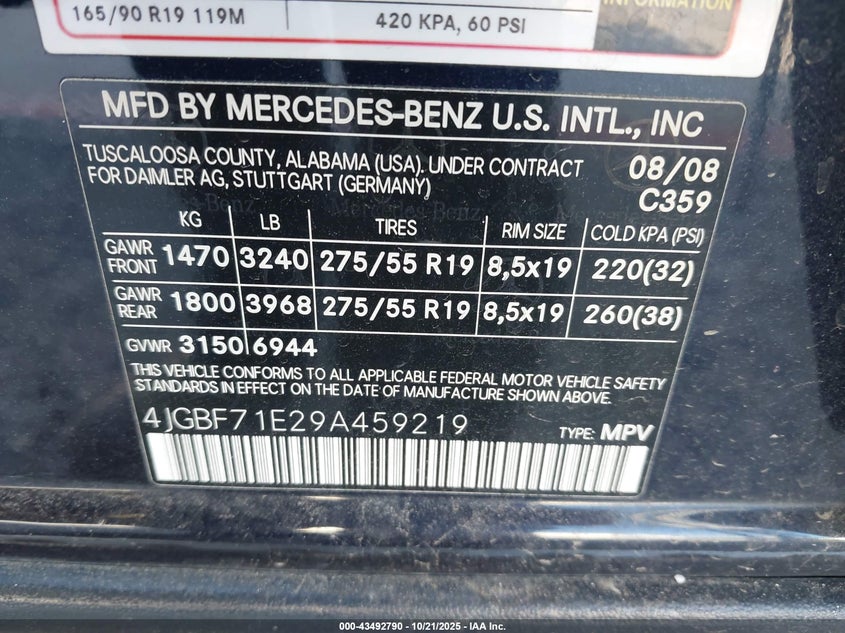 165/90 R19 119M 420 KPA, 60 PSI INFORMATION
MFD BY MERCEDES-BENZ U.S. INTL., INC
TUSCALOOSA COUNTY, ALABAMA (USA). UNDER CONTRACT 08/08
FOR DAIMLER AG, STUTTGART (GERMANY) C359
KG LB TIRES RIM SIZE COLD KPA (PSI)
GAWR FRONT 1470 3240 275/55 R19 8,5x19 220(32)
GAWR REAR 1800 3968 275/55 R19 8,5x19 260(38)
GVWR 3150 6944
THIS VEHICLE CONFORMS TO ALL APPLICABLE FEDERAL MOTOR VEHICLE SAFETY
STANDARDS IN EFFECT ON THE DATE OF MANUFACTURE SHOWN ABOVE.
4JGBF71E29A459219 TYPE: MPV
000-43492790 - 10/21/2025 - IAA Inc.